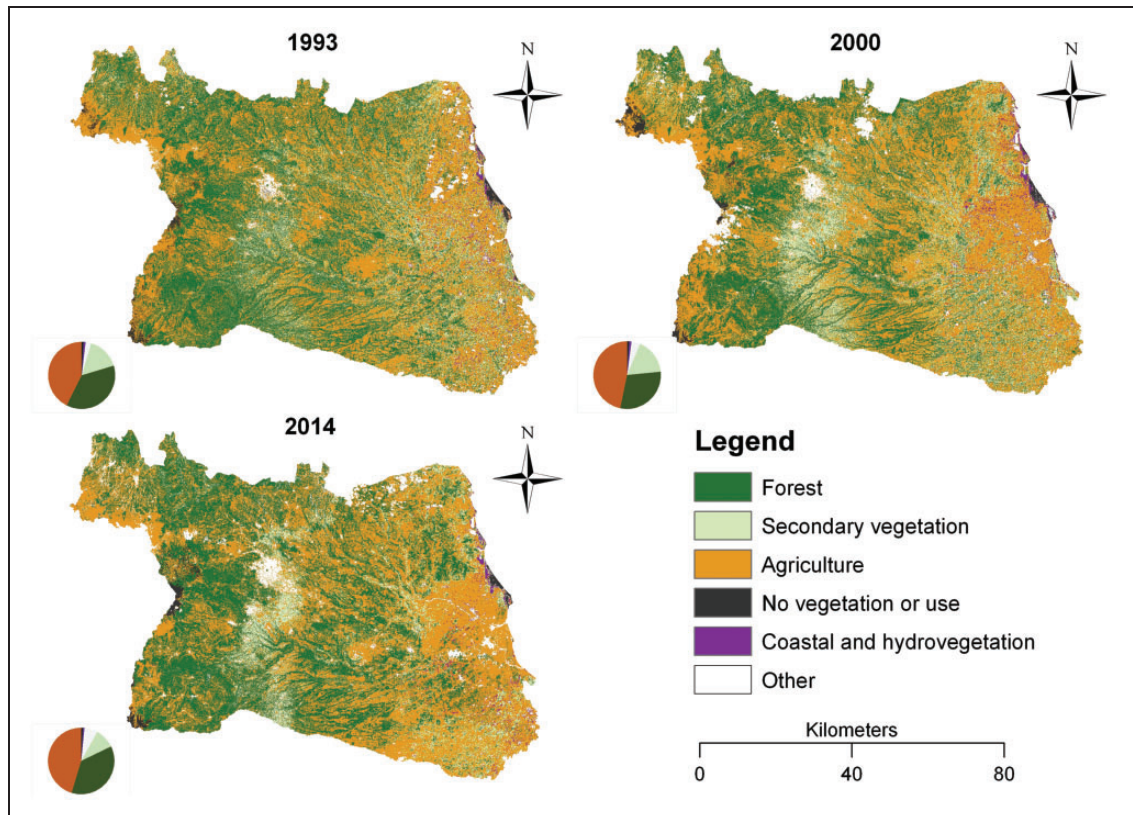 1993
N
2000
N
2014
N
Legend
Forest
Secondary vegetation
Agriculture
No vegetation or use
Coastal and hydrovegetation
Other
Kilometers
0 40 80